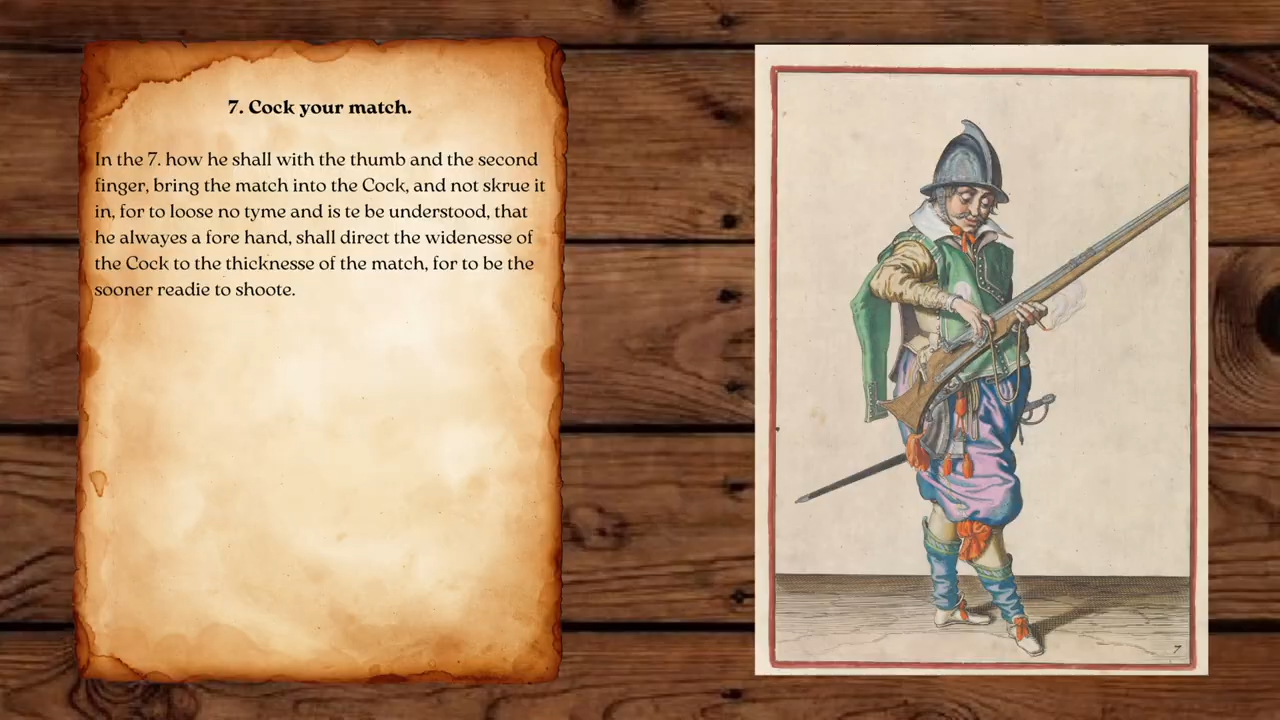 7. Cock your match.
In the 7. how he shall with the thumb and the second
finger, bring the match into the Cock, and not skrue it
in, for to loose no tyme and is te be understood, that
he alwayes a fore hand, shall direct the widenesse of
the Cock to the thicknesse of the match, for to be the
sooner readie to shoote.
7